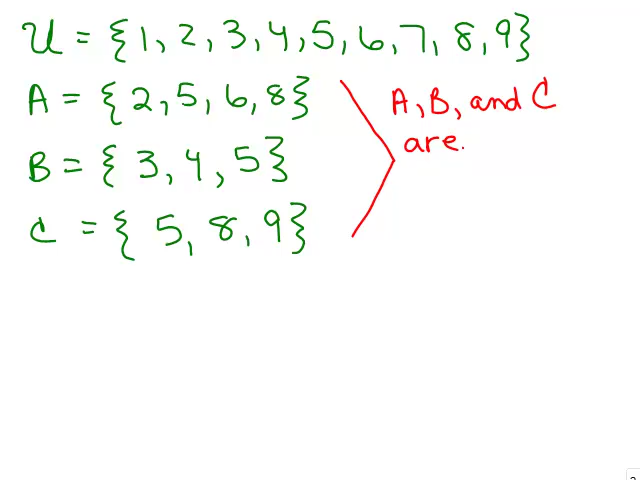 U = {1, 2, 3, 4, 5, 6, 7, 8, 9}
A = {2, 5, 6, 8}
A, B, and C
are.
B = {3, 4, 5}
C = {5, 8, 9}